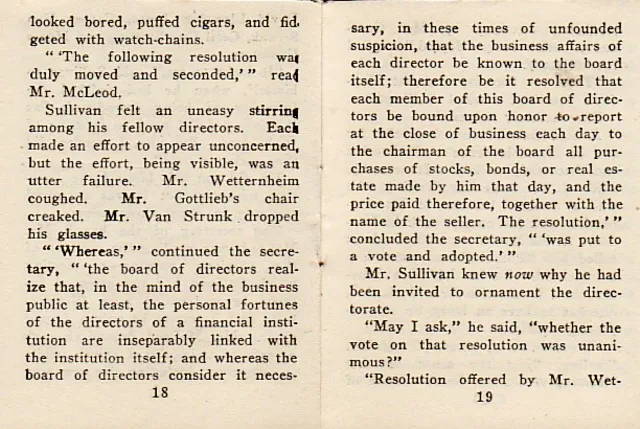 looked bored, puffed cigars, and fid-
geted with watch-chains.
"'The following resolution was
duly moved and seconded,'" read
Mr. McLeod.
Sullivan felt an uneasy stirring
among his fellow directors. Each
made an effort to appear unconcerned,
but the effort, being visible, was an
utter failure. Mr. Wetternheim
coughed. Mr. Gottlieb's chair
creaked. Mr. Van Strunk dropped
his glasses.
"'Whereas,'" continued the secre-
tary, "'the board of directors real-
ize that, in the mind of the business
public at least, the personal fortunes
of the directors of a financial insti-
tution are inseparably linked with
the institution itself; and whereas the
board of directors consider it neces-
18
sary, in these times of unfounded
suspicion, that the business affairs of
each director be known to the board
itself; therefore be it resolved that
each member of this board of direc-
tors be bound upon honor to report
at the close of business each day to
the chairman of the board all pur-
chases of stocks, bonds, or real es-
tate made by him that day, and the
price paid therefore, together with the
name of the seller. The resolution,'"
concluded the secretary, "'was put to
a vote and adopted.'"
Mr. Sullivan knew now why he had
been invited to ornament the direc-
torate.
"May I ask," he said, "whether the
vote on that resolution was unani-
mous?"
"Resolution offered by Mr. Wet-
19